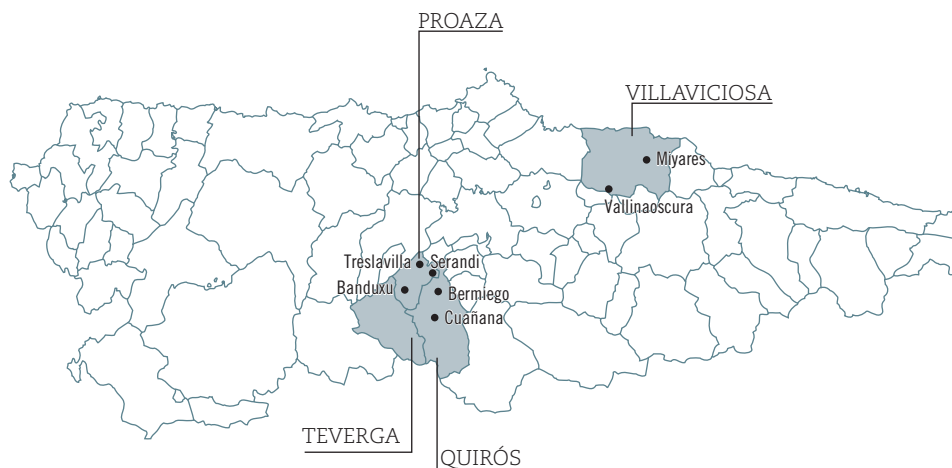 PROAZA
VILLAVICIOSA
Miyares
Vallinaoscura
Treslavilla Serandi
Banduxu
Bermiego
Cuañana
TEVERGA
QUIRÓS